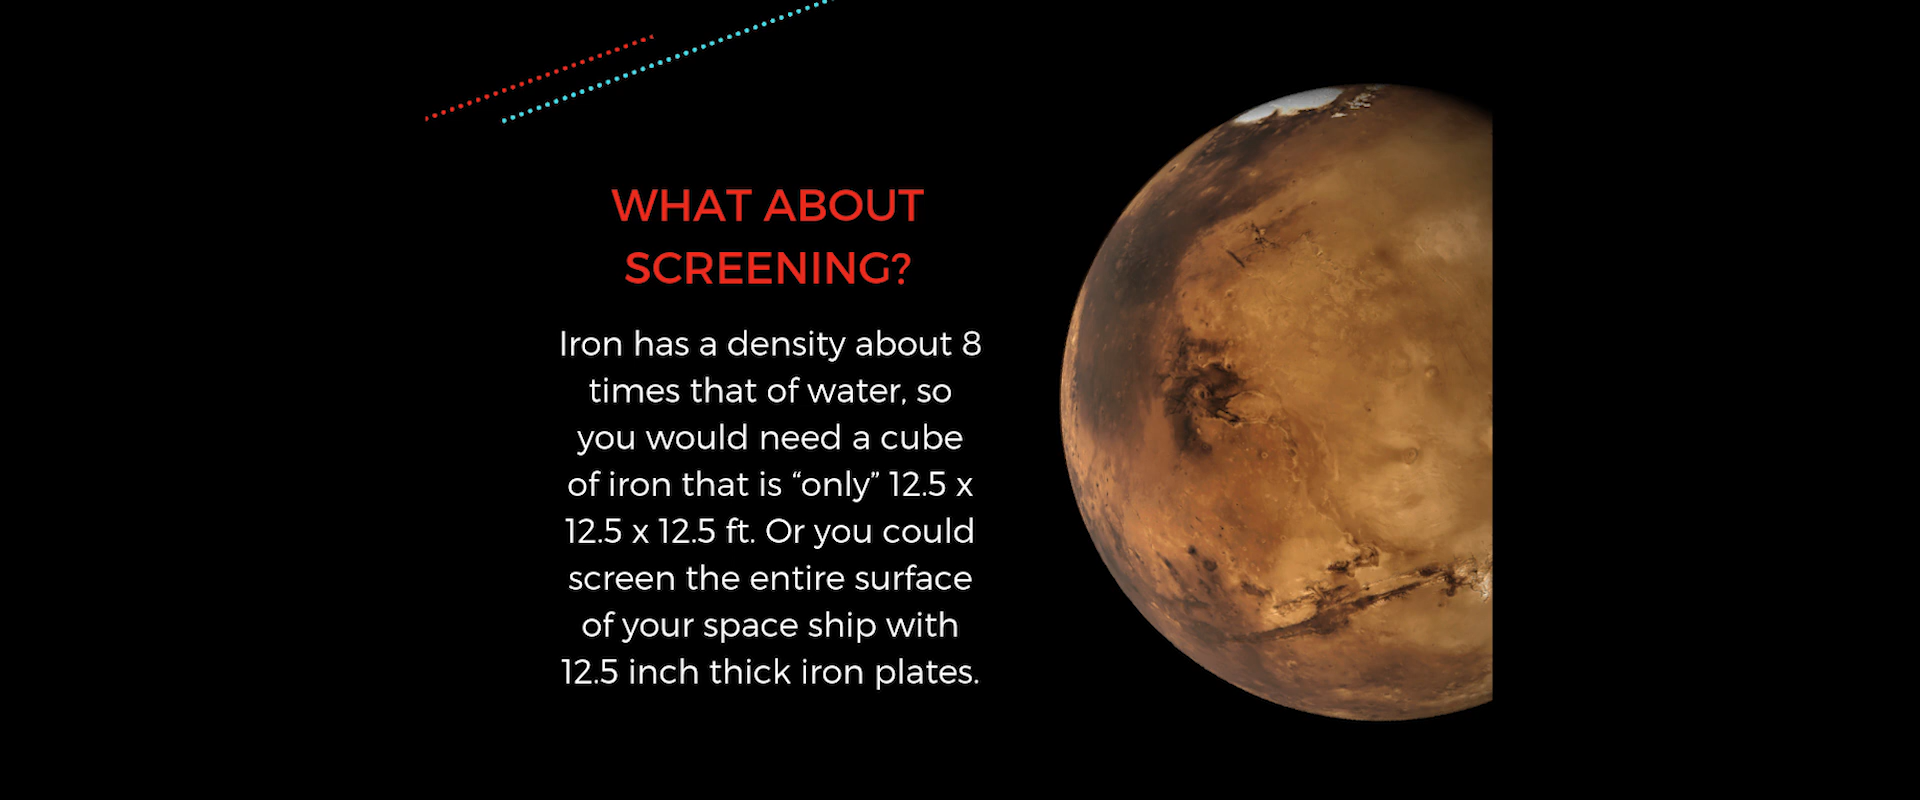 WHAT ABOUT
SCREENING?
Iron has a density about 8
times that of water, so
you would need a cube
of iron that is “only” 12.5 x
12.5 x 12.5 ft. Or you could
screen the entire surface
of your space ship with
12.5 inch thick iron plates.